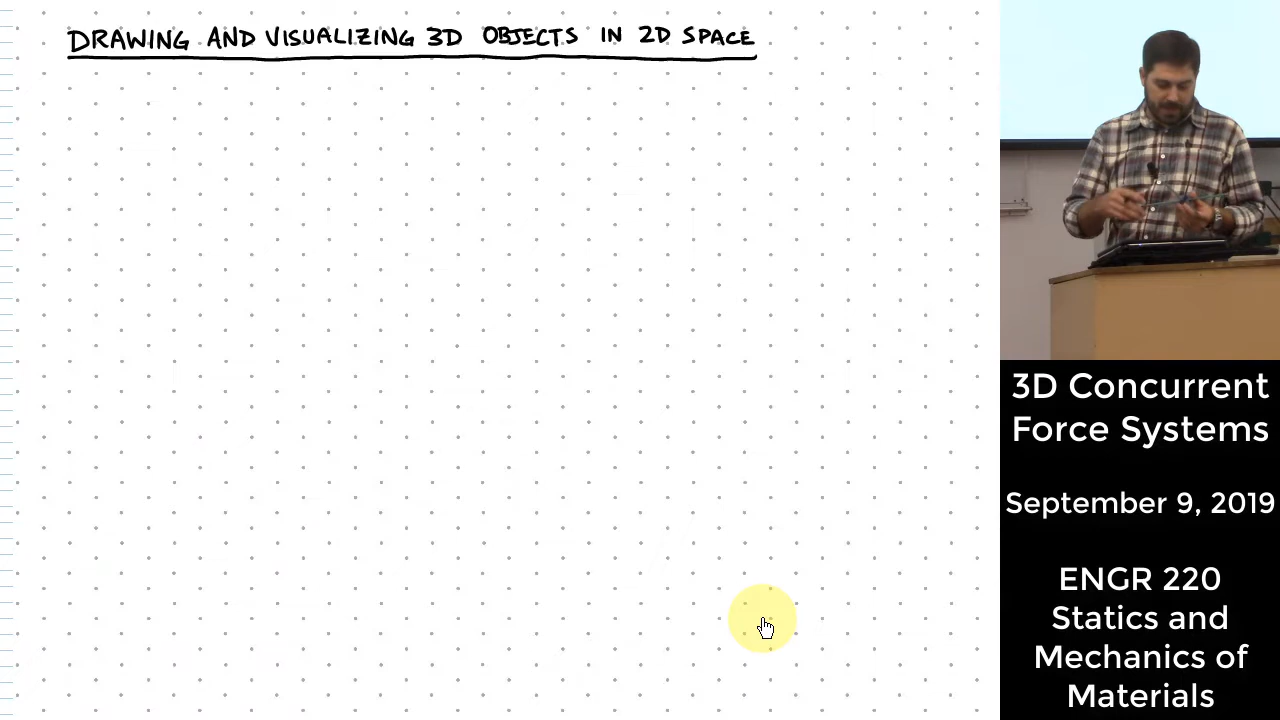 DRAWING AND VISUALIZING 3D OBJECTS IN 2D SPACE
3D Concurrent
Force Systems
September 9, 2019
ENGR 220
Statics and
Mechanics of
Materials